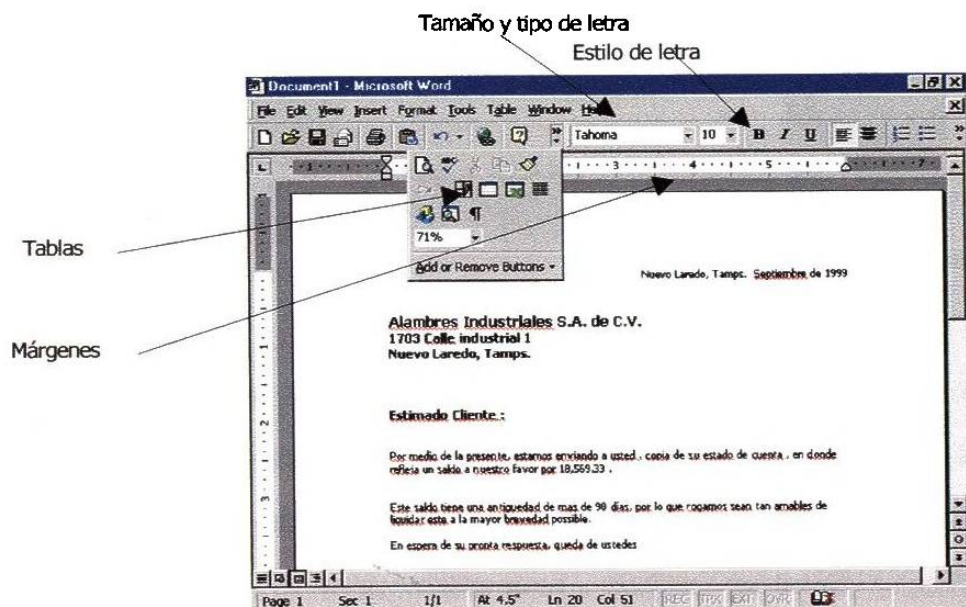 Tamaño y tipo de letra
Estilo de letra
Document1 - Microsoft Word
File Edit View Insert Format Tools Table Window
Tahoma 10 B I U
3 4 5 7
71%
Add or Remove Buttons
Tablas
Márgenes
Nuevo Laredo, Tamps. Septiembre de 1999
Alambres Industriales S.A. de C.V.
1703 Calle industrial 1
Nuevo Laredo, Tamps.
Estimado Cliente :
Por medio de la presente, estamos enviando a usted , copia de su estado de cuenta , en donde
refleja un saldo a nuestro favor por 18,569.33 .
Este saldo tiene una antiguedad de mas de 90 días, por lo que rogamos sean tan amables de
liquidar este a la mayor brevedad possible.
En espera de su pronta respuesta, queda de ustedes
Page 1 Sec 1 1/1 At 4.5" Ln 20 Col 51 REC TRK EXT OVR